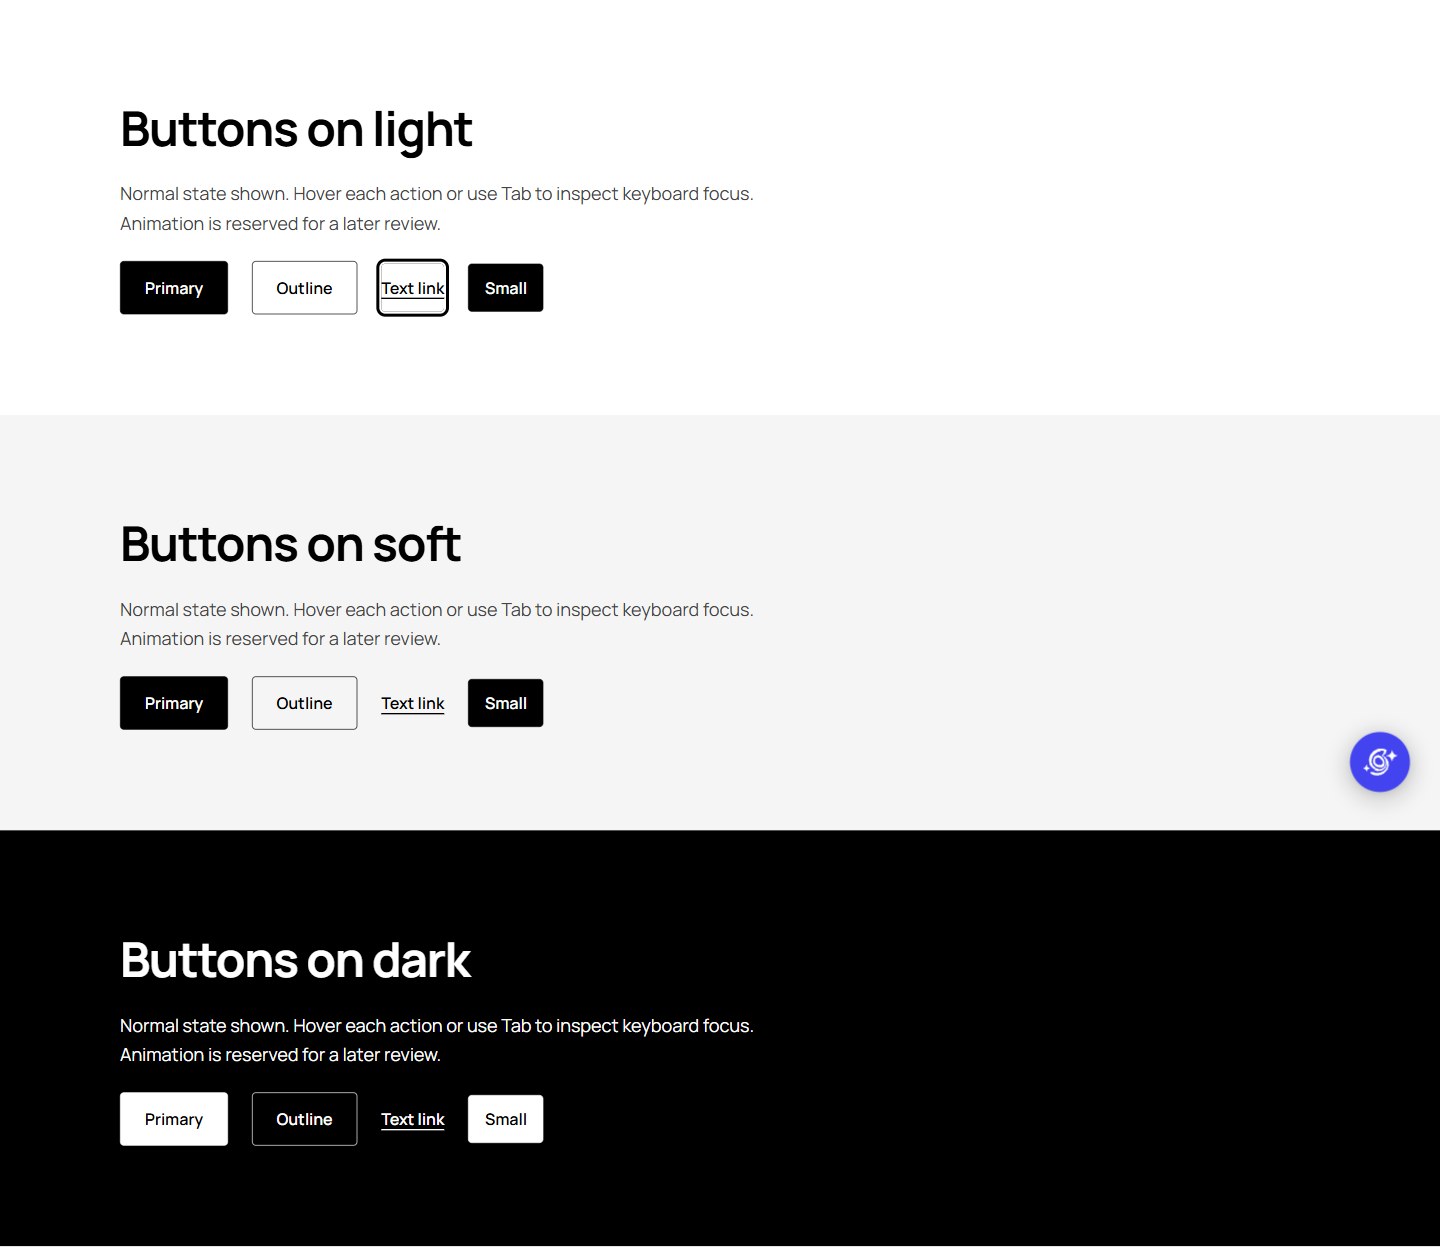 Buttons on light
Normal state shown. Hover each action or use Tab to inspect keyboard focus.
Animation is reserved for a later review.
Primary Outline Text link Small
Buttons on soft
Normal state shown. Hover each action or use Tab to inspect keyboard focus.
Animation is reserved for a later review.
Primary Outline Text link Small
Buttons on dark
Normal state shown. Hover each action or use Tab to inspect keyboard focus.
Animation is reserved for a later review.
Primary Outline Text link Small